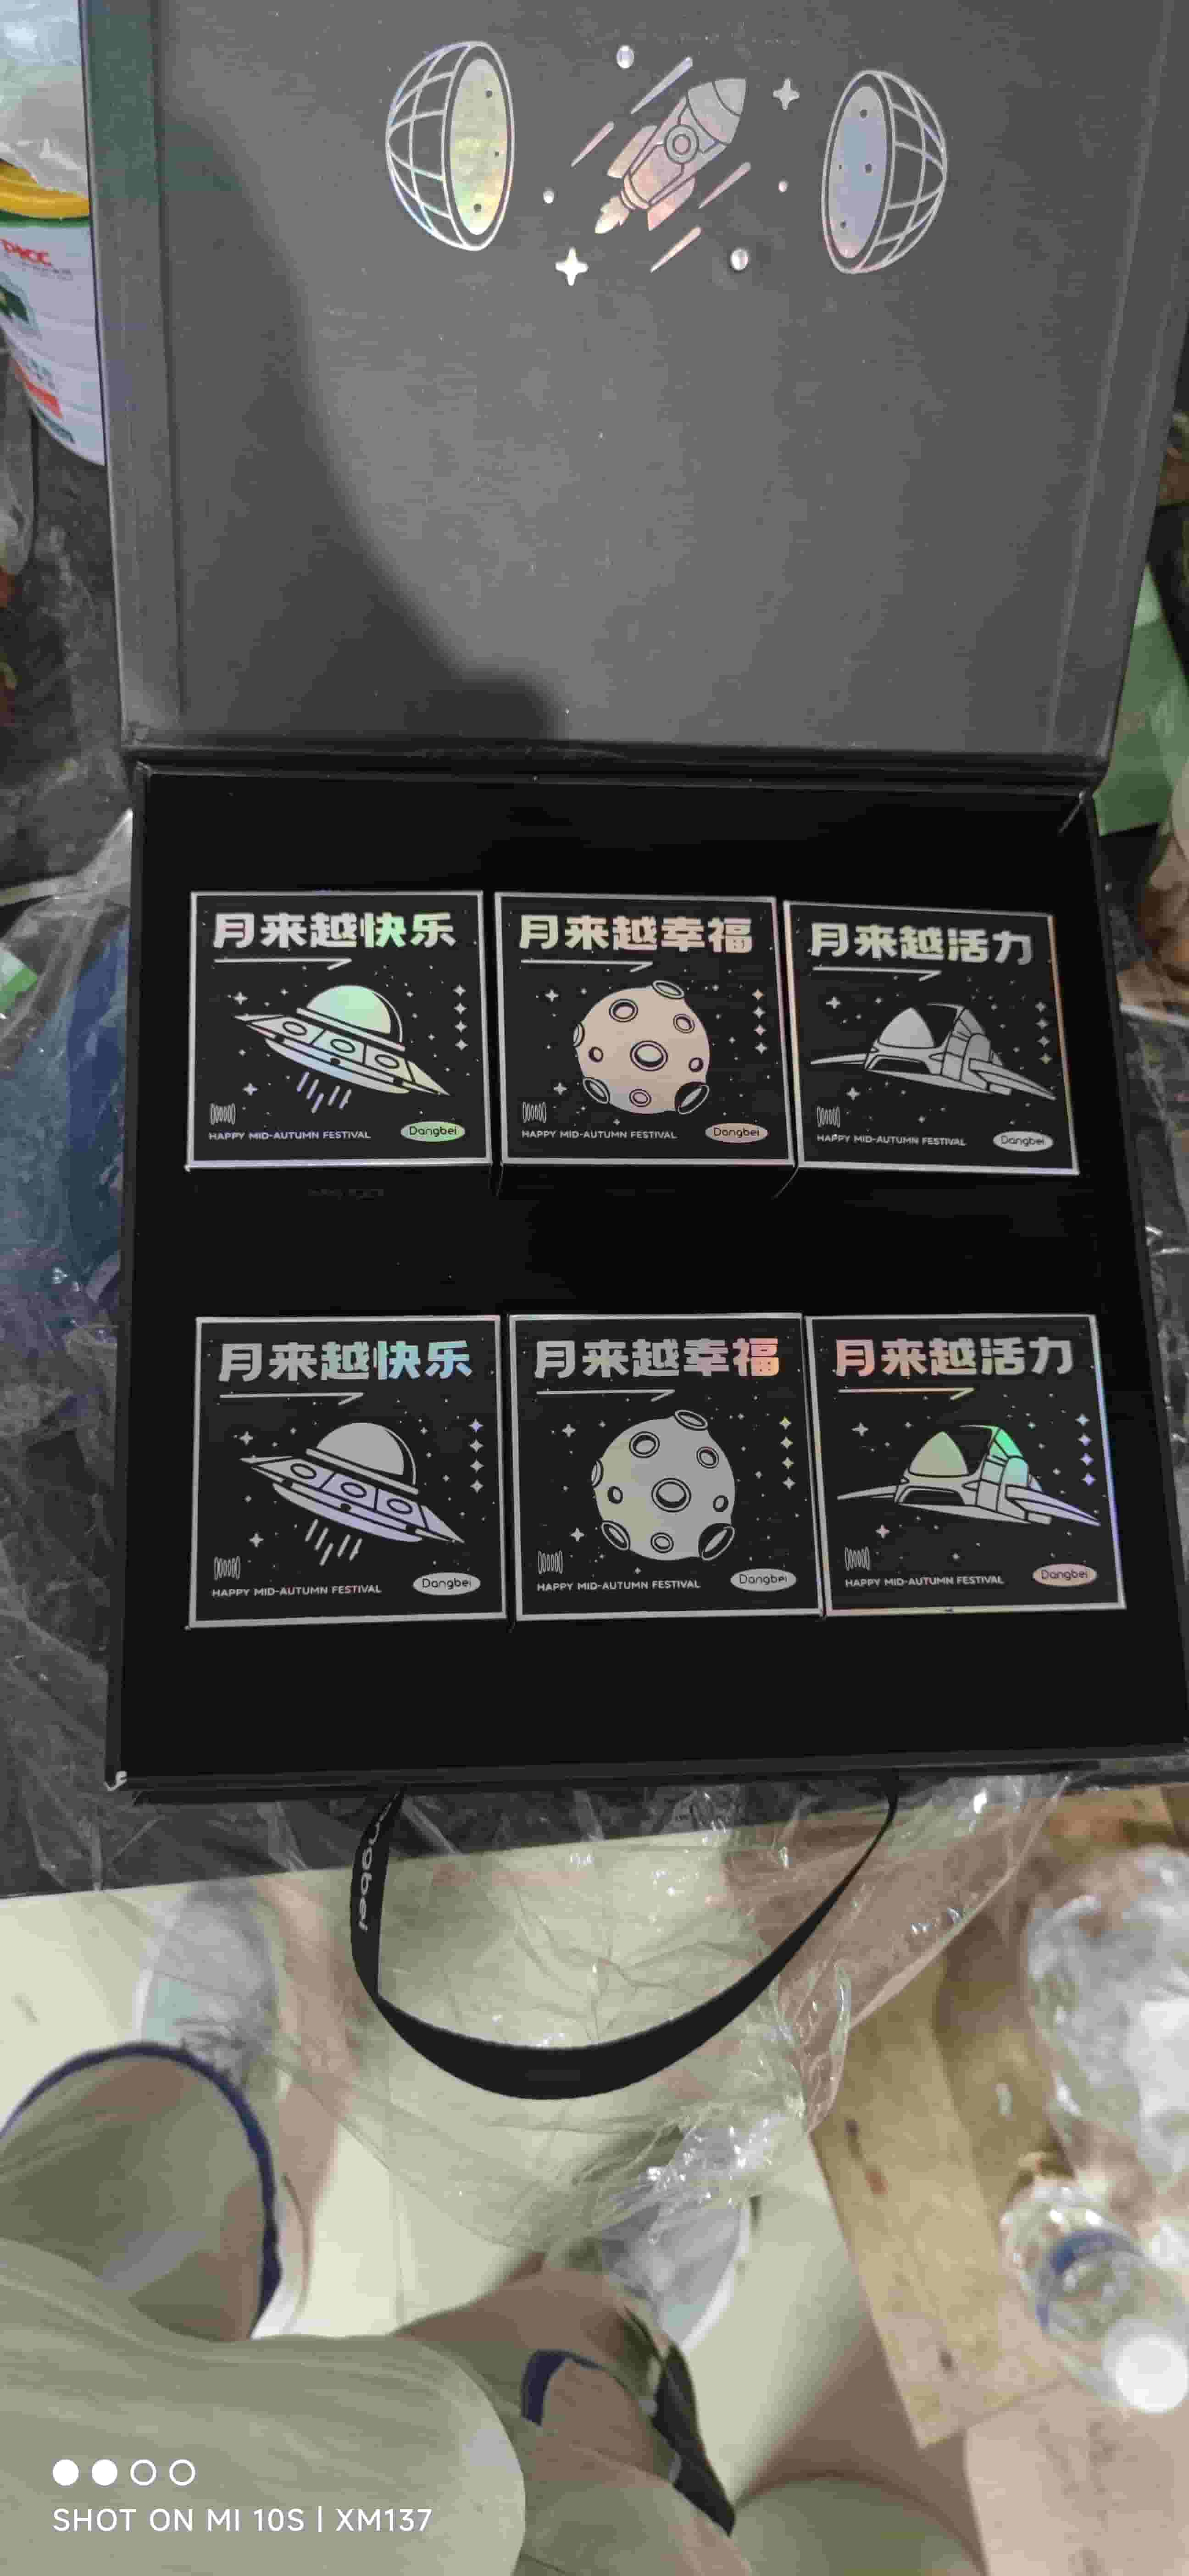 月来越快乐
HAPPY MID-AUTUMN FESTIVAL
Dangbei
月来越幸福
HAPPY MID-AUTUMN FESTIVAL
Dangbei
月来越活力
HAPPY MID-AUTUMN FESTIVAL
Dangbei
月来越快乐
HAPPY MID-AUTUMN FESTIVAL
Dangbei
月来越幸福
HAPPY MID-AUTUMN FESTIVAL
Dangbei
月来越活力
HAPPY MID-AUTUMN FESTIVAL
Dangbei
SHOT ON MI 10S | XM137